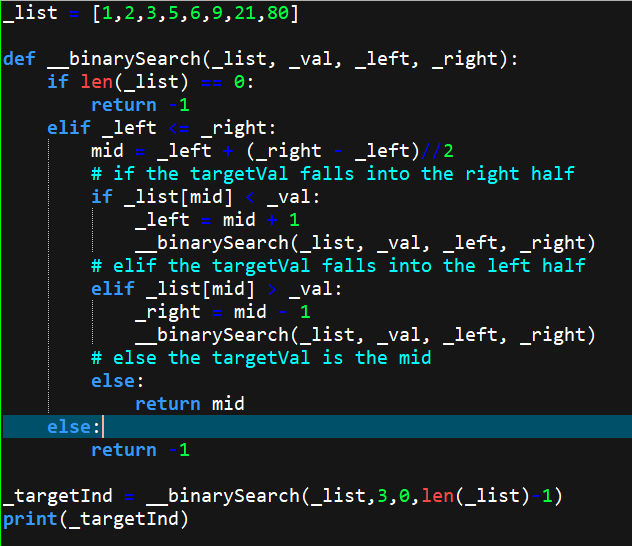 _list = [1,2,3,5,6,9,21,80]
def __binarySearch(_list, _val, _left, _right):
    if len(_list) == 0:
        return -1
    elif _left <= _right:
        mid = _left + (_right - _left)//2
        # if the targetVal falls into the right half
        if _list[mid] < _val:
            _left = mid + 1
            __binarySearch(_list, _val, _left, _right)
        # elif the targetVal falls into the left half
        elif _list[mid] > _val:
            _right = mid - 1
            __binarySearch(_list, _val, _left, _right)
        # else the targetVal is the mid
        else:
            return mid
    else:
        return -1
_targetInd = __binarySearch(_list,3,0,len(_list)-1)
print(_targetInd)